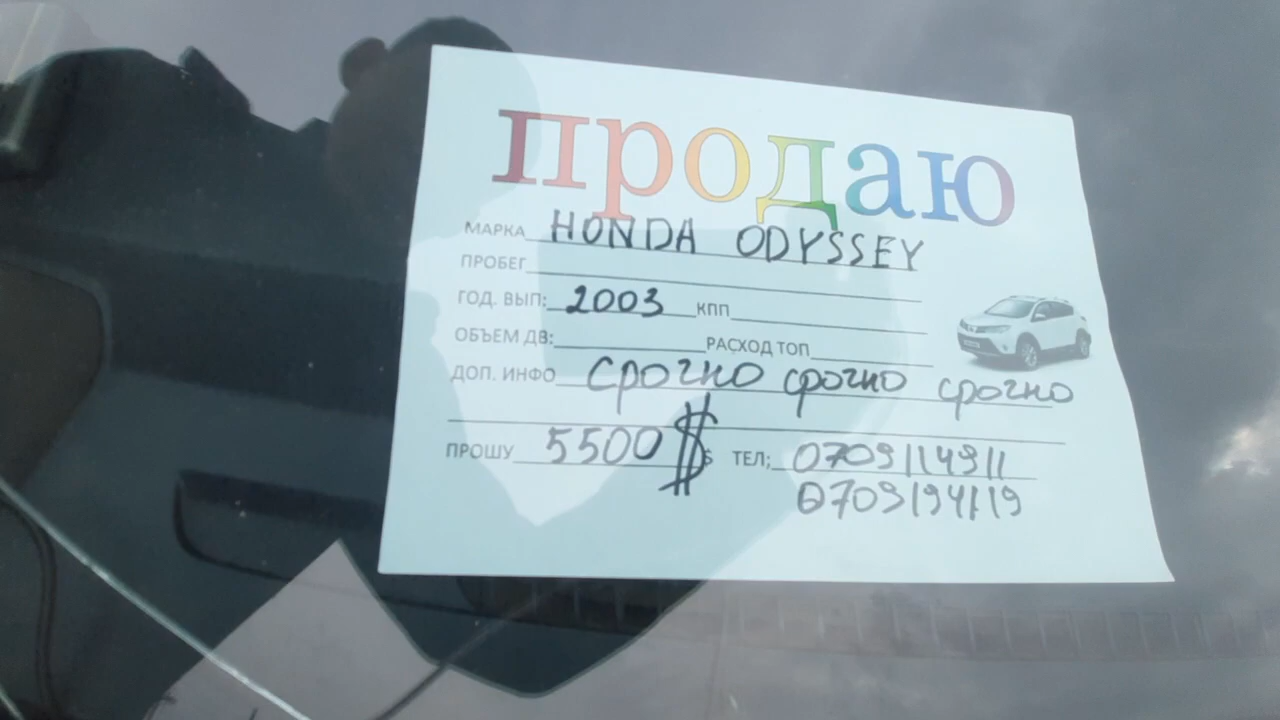 продаю
МАРКА HONDA ODYSSEY
ПРОБЕГ
ГОД. ВЫП: 2003 КПП
ОБЪЕМ ДВ: РАСХОД ТОП
ДОП. ИНФО срочно срочно срочно
ПРОШУ 5500 $ $ ТЕЛ; 0709114911
0709194119